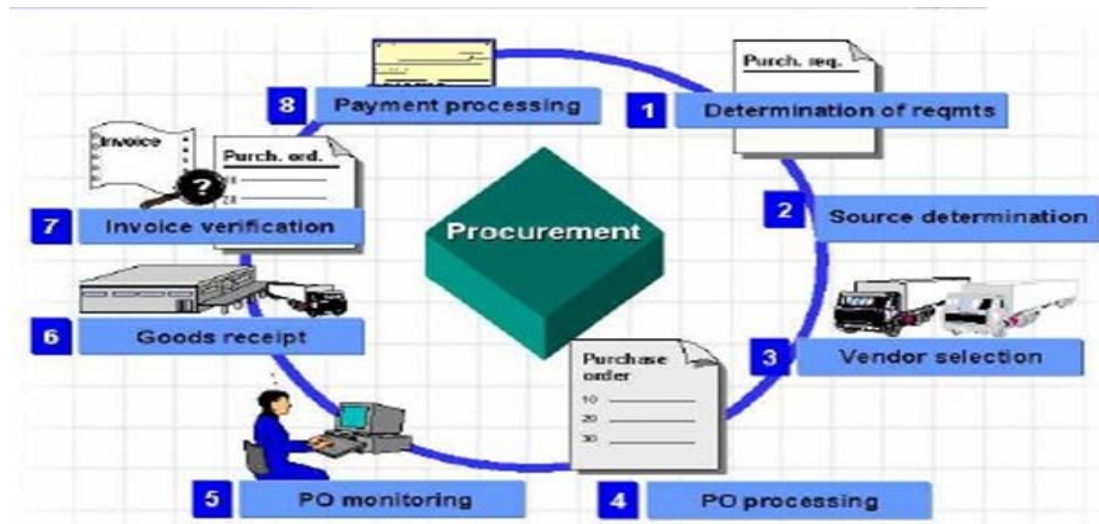 Purch. req.
1 Determination of reqmts
2 Source determination
3 Vendor selection
Purchase
order
10
20
30
4 PO processing
5 PO monitoring
6 Goods receipt
Invoice
Purch. ord.
?
7 Invoice verification
8 Payment processing
Procurement